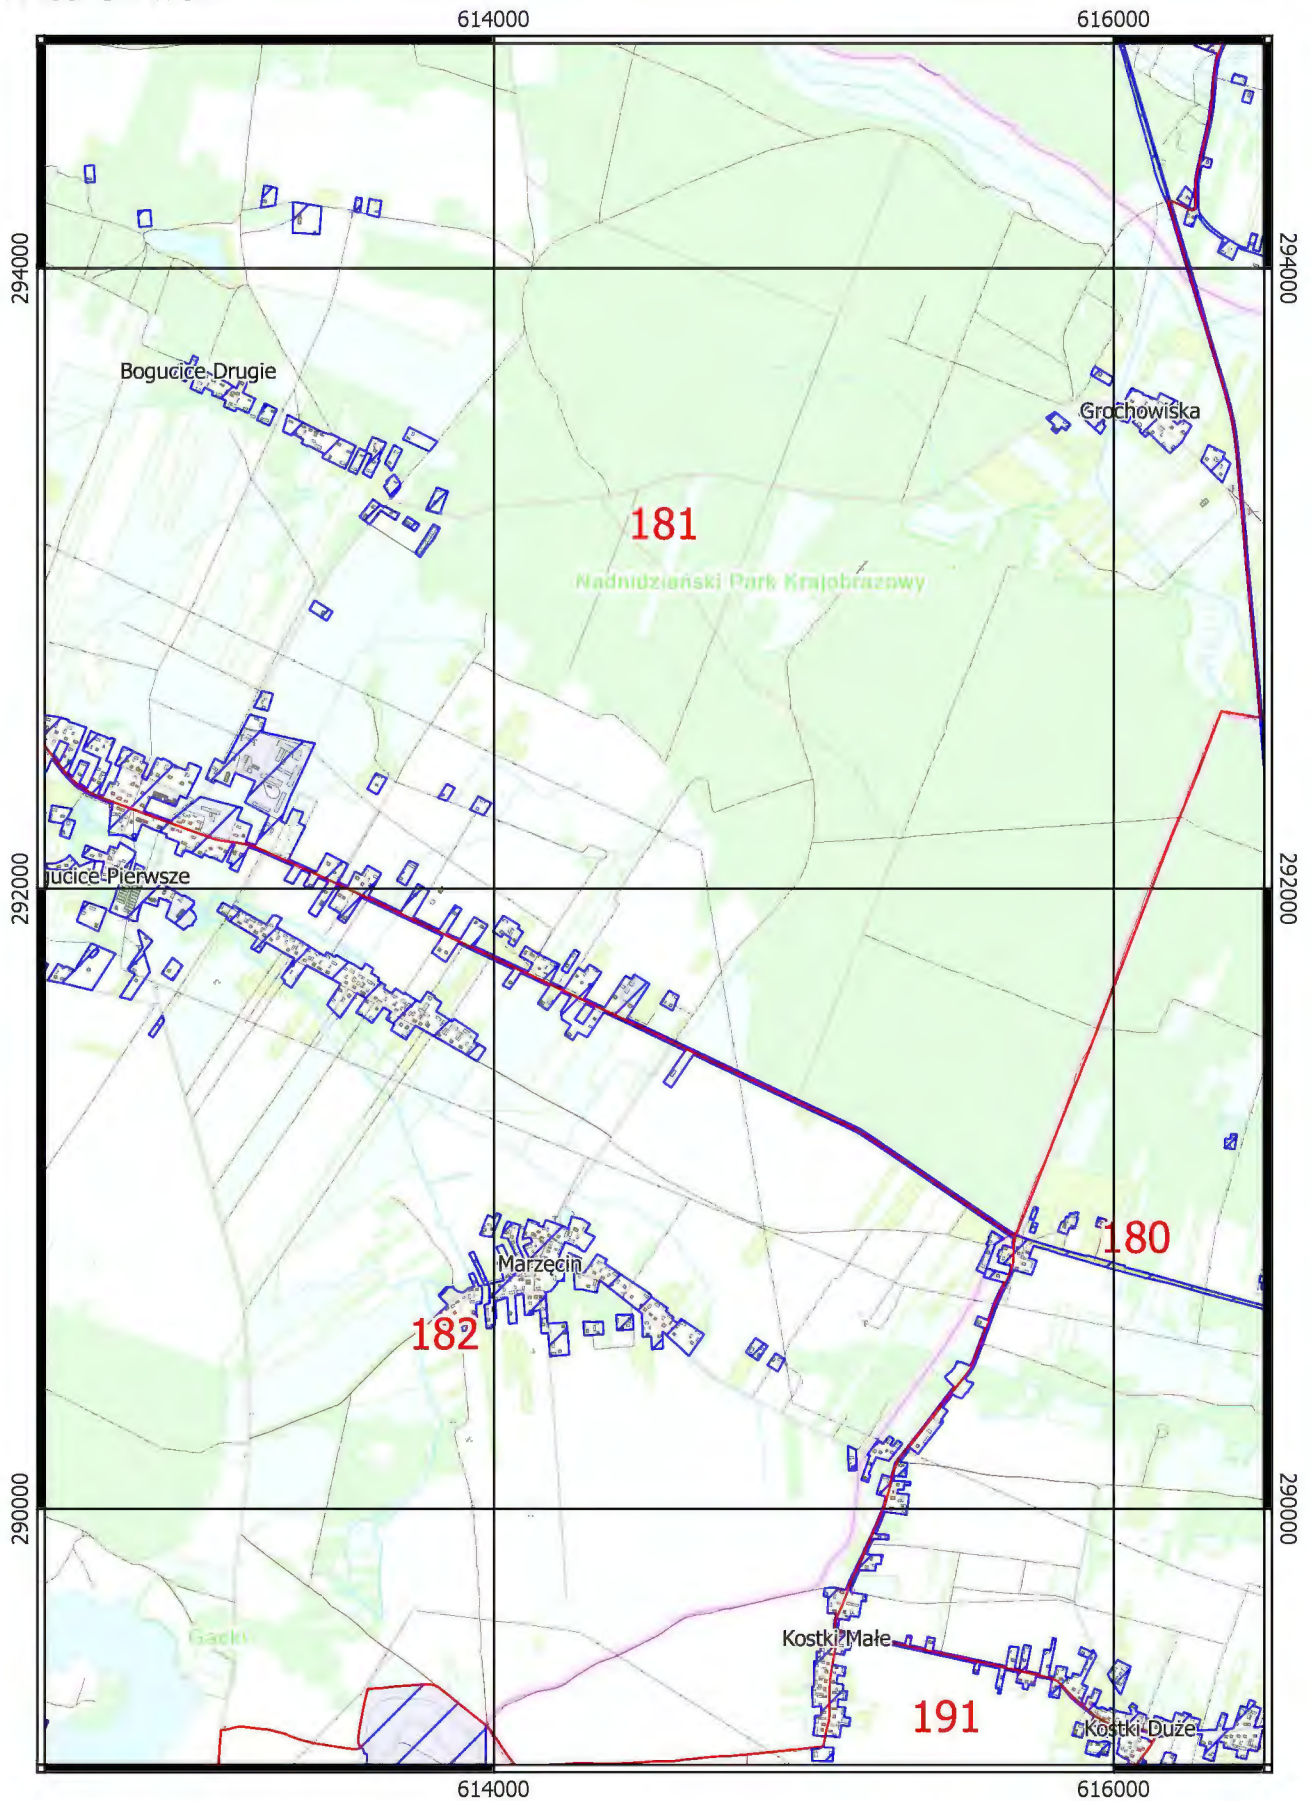 614000
616000
294000
294000
Bogucice Drugie
Grochowiska
181
Nadnidziański Park Krajobrazowy
292000
292000
gucice Pierwsze
180
Marzęcin
182
290000
290000
Gacki
Kostki Małe
191
Kostki Duże
614000
616000